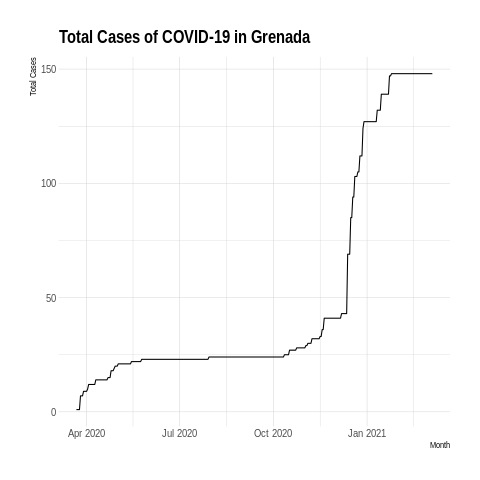 Total Cases of COVID-19 in Grenada
Total Cases
150
100
50
0
Apr 2020 Jul 2020 Oct 2020 Jan 2021
Month